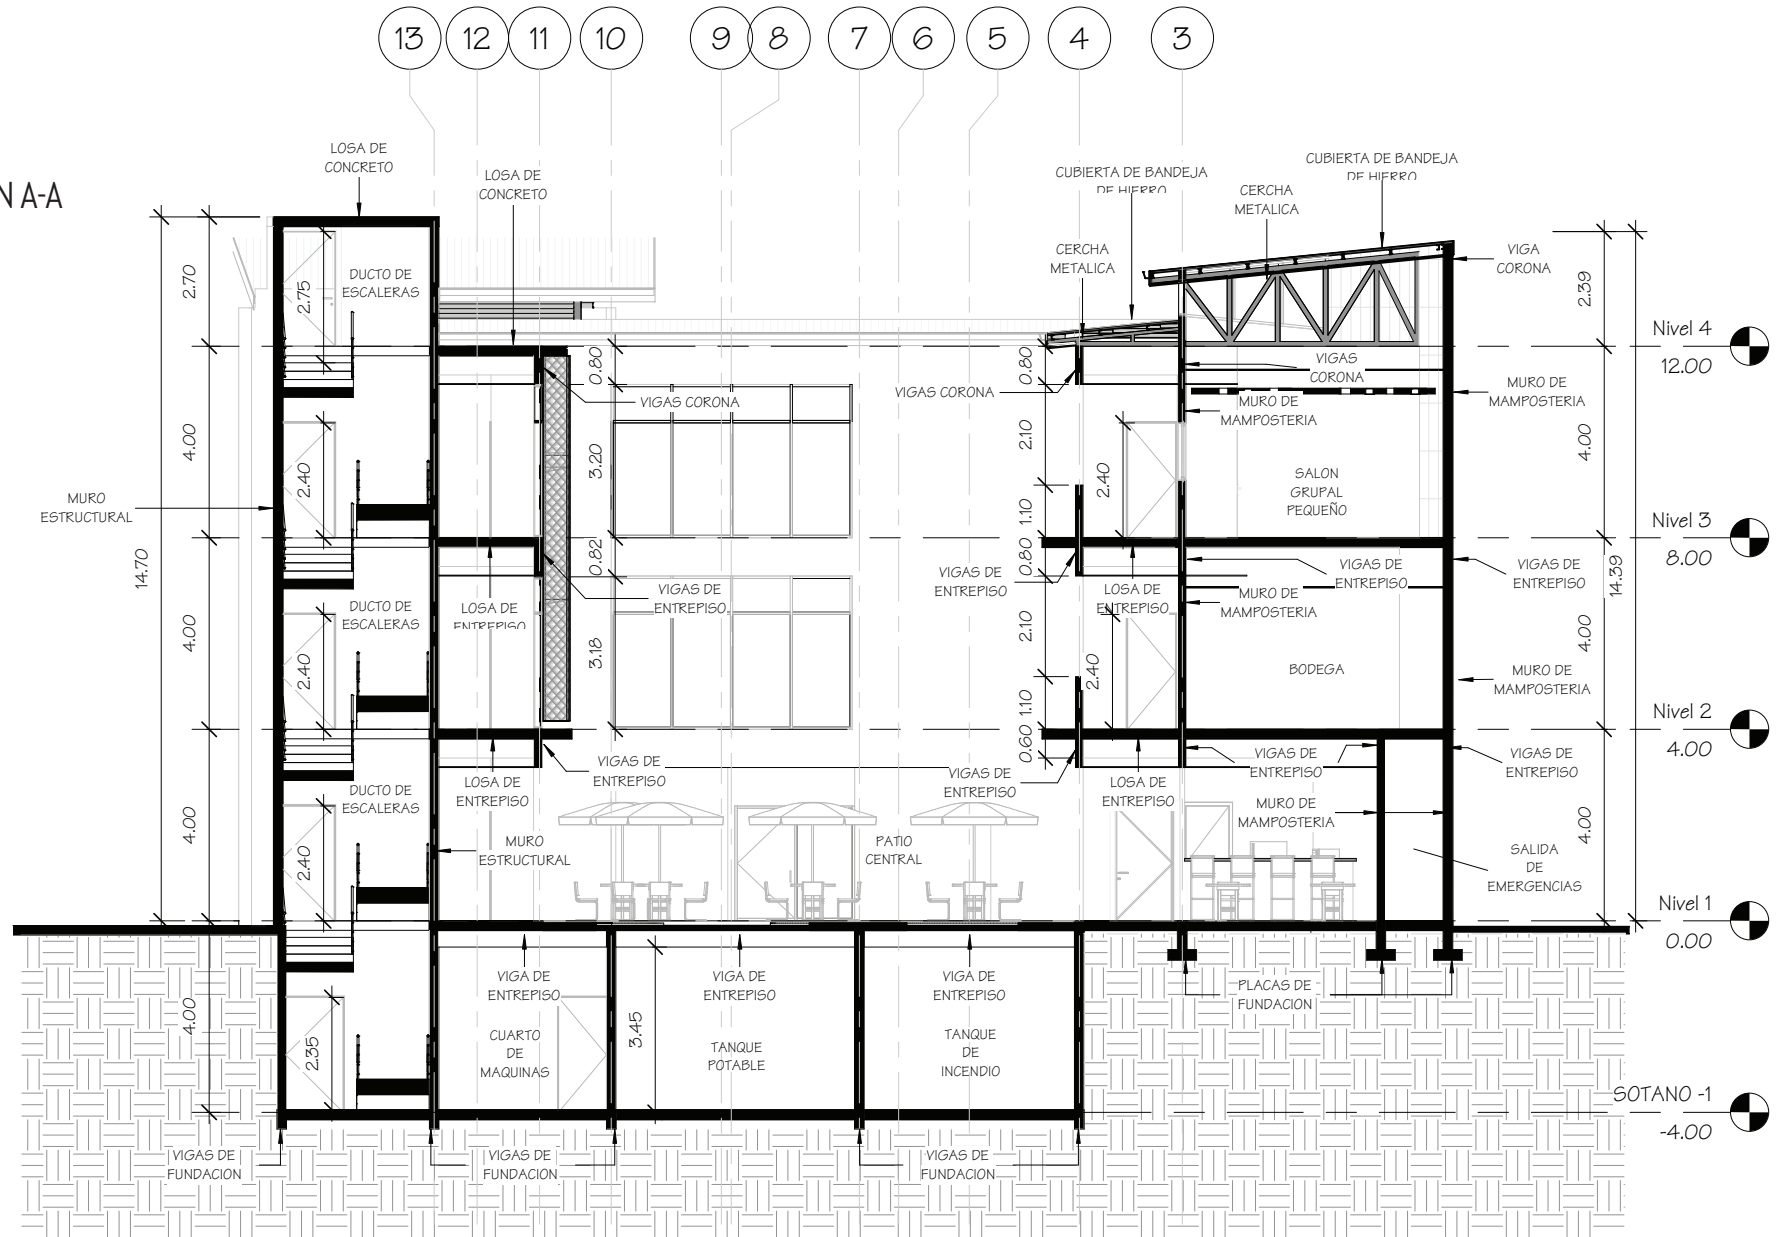 13 12 11 10 9 8 7 6 5 4 3
N A-A
LOSA DE
CONCRETO
LOSA DE
CONCRETO
CUBIERTA DE BANDEJA
DE HIERRO
CERCHA
METALICA
CUBIERTA DE BANDEJA
DE HIERRO
CERCHA
METALICA
VIGA
CORONA
DUCTO DE
ESCALERAS
2.70
2.75
2.39
Nivel 4
12.00
0.80
0.80
VIGAS CORONA
VIGAS CORONA
VIGAS
CORONA
MURO DE
MAMPOSTERIA
MURO DE
MAMPOSTERIA
4.00
2.40
3.20
2.10
2.40
4.00
SALON
GRUPAL
PEQUEÑO
MURO
ESTRUCTURAL
1.10
Nivel 3
8.00
14.70
0.82
0.80
14.39
VIGAS DE
ENTREPISO
VIGAS DE
ENTREPISO
VIGAS DE
ENTREPISO
VIGAS DE
ENTREPISO
LOSA DE
ENTREPISO
LOSA DE
ENTREPISO
MURO DE
MAMPOSTERIA
DUCTO DE
ESCALERAS
4.00
2.40
3.18
2.10
2.40
4.00
BODEGA
MURO DE
MAMPOSTERIA
1.10
Nivel 2
4.00
0.60
VIGAS DE
ENTREPISO
VIGAS DE
ENTREPISO
VIGAS DE
ENTREPISO
VIGAS DE
ENTREPISO
LOSA DE
ENTREPISO
LOSA DE
ENTREPISO
DUCTO DE
ESCALERAS
4.00
2.40
MURO
ESTRUCTURAL
PATIO
CENTRAL
MURO DE
MAMPOSTERIA
4.00
SALIDA
DE
EMERGENCIAS
Nivel 1
0.00
VIGA DE
ENTREPISO
VIGA DE
ENTREPISO
VIGA DE
ENTREPISO
PLACAS DE
FUNDACION
4.00
2.35
CUARTO
DE
MAQUINAS
3.45
TANQUE
POTABLE
TANQUE
DE
INCENDIO
SOTANO -1
-4.00
VIGAS DE
FUNDACION
VIGAS DE
FUNDACION
VIGAS DE
FUNDACION